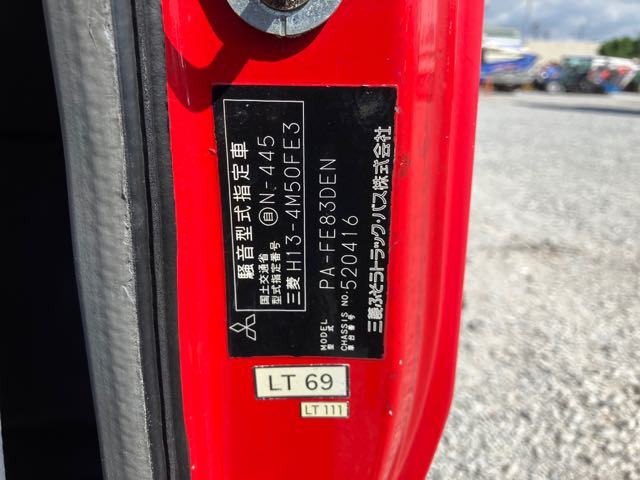 騒音型式指定車
国土交通省
型式指定番号
自N-445
三菱 H13-4M50FE3
MODEL
型式
PA-FE83DEN
CHASSIS NO.
車台番号
520416
三菱ふそうトラック・バス株式会社
LT 69
LT 111